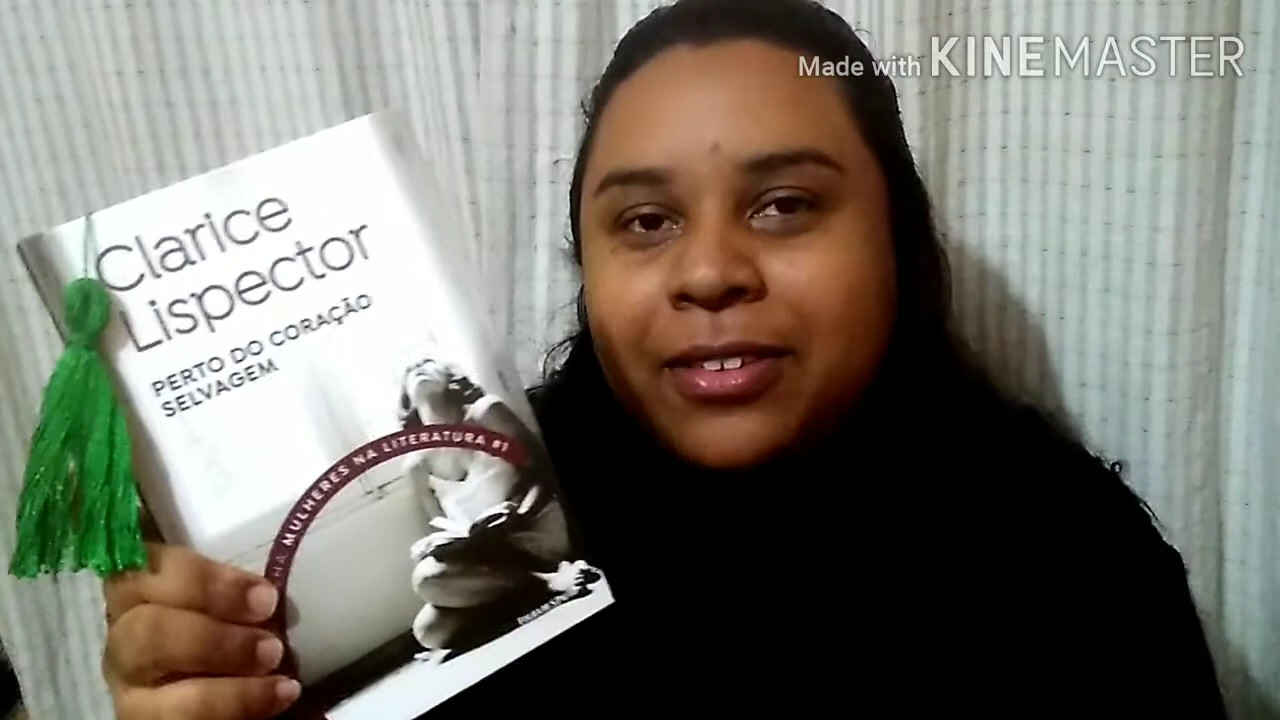 Made with KINEMASTER
Clarice
Lispector
PERTO DO CORAÇÃO
SELVAGEM
MULHERES NA LITERATURA #1